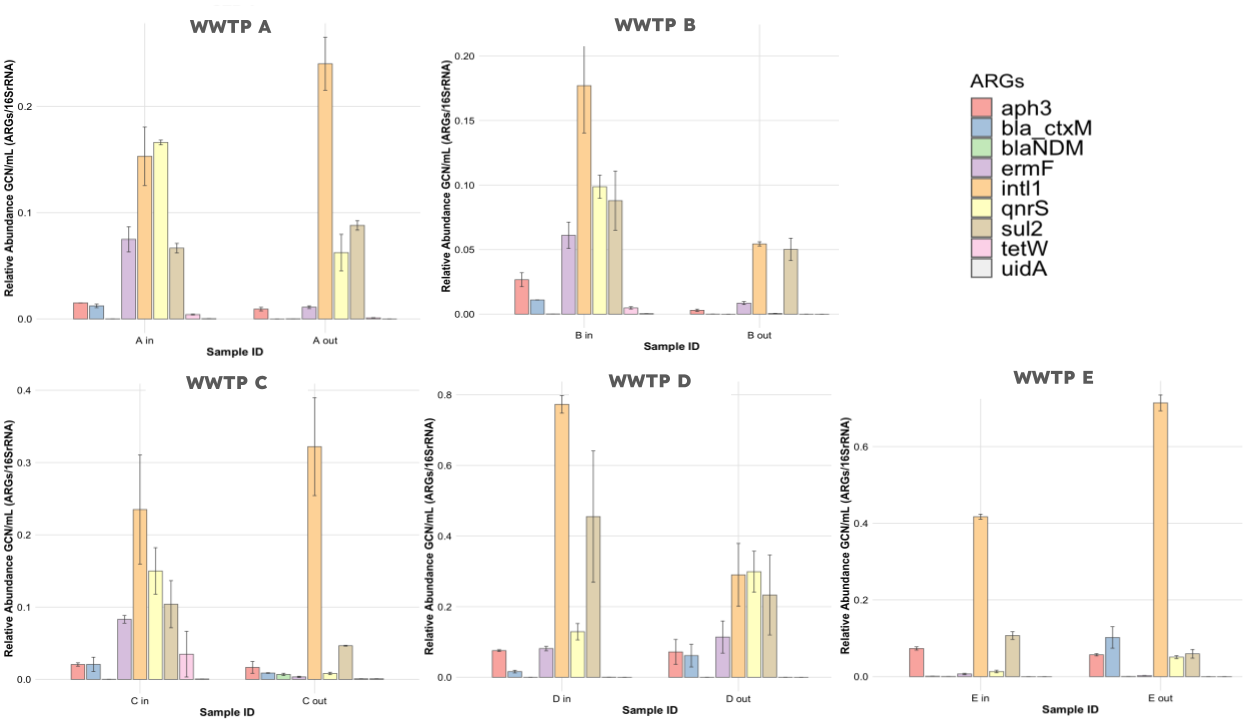 WWTP A
Relative Abundance GCN/mL (ARGs/16SrRNA)
0.2
0.1
0.0
A in
A out
Sample ID
WWTP B
Relative Abundance GCN/mL (ARGs/16SrRNA)
0.20
0.15
0.10
0.05
0.00
B in
B out
Sample ID
ARGs
aph3
bla_ctxM
blaNDM
ermF
intl1
qnrS
sul2
tetW
uidA
WWTP C
Relative Abundance GCN/mL (ARGs/16SrRNA)
0.4
0.3
0.2
0.1
0.0
C in
C out
Sample ID
WWTP D
Relative Abundance GCN/mL (ARGs/16SrRNA)
0.8
0.6
0.4
0.2
0.0
D in
D out
Sample ID
WWTP E
Relative Abundance GCN/mL (ARGs/16SrRNA)
0.6
0.4
0.2
0.0
E in
E out
Sample ID